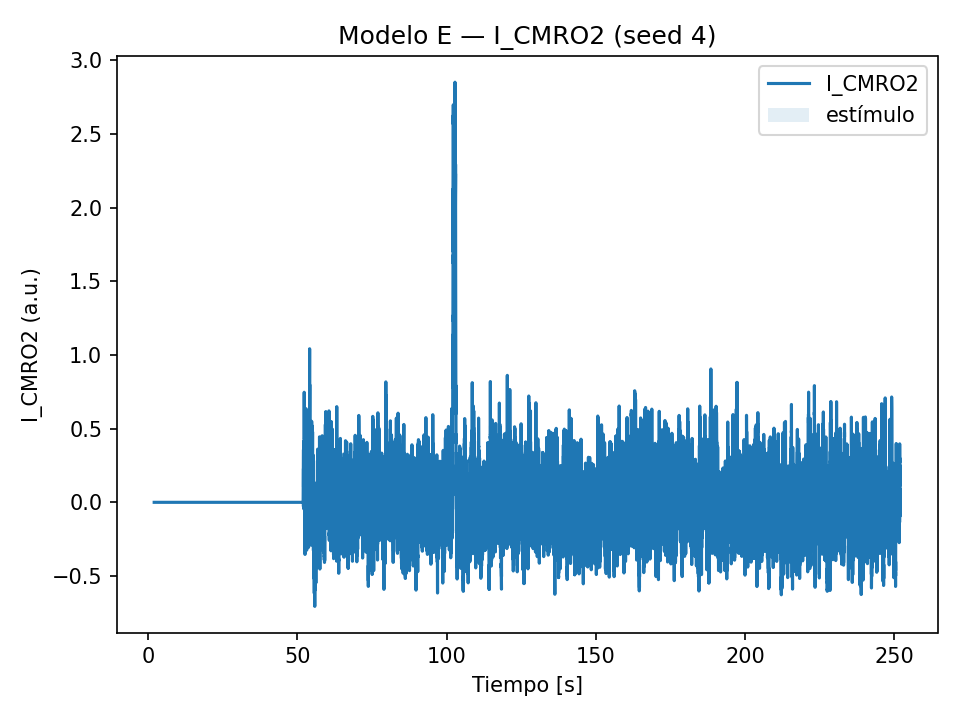 Modelo E — I_CMRO2 (seed 4)
I_CMRO2
estímulo
I_CMRO2 (a.u.)
3.0
2.5
2.0
1.5
1.0
0.5
0.0
−0.5
0 50 100 150 200 250
Tiempo [s]